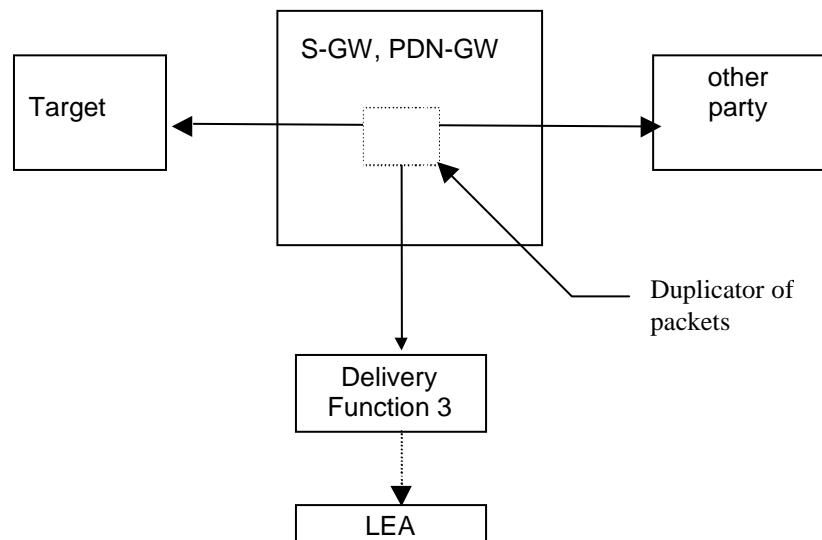 S-GW, PDN-GW
Target
other
party
Duplicator of
packets
Delivery
Function 3
LEA